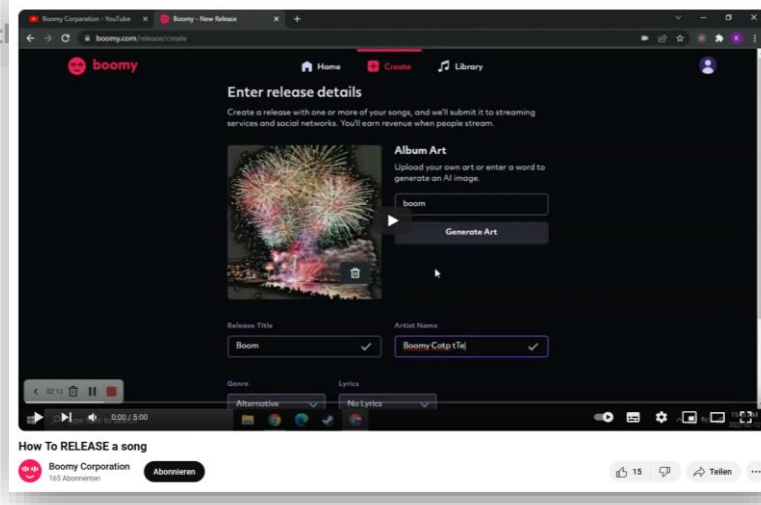 Boomy Corparation - YouTube
Boomy - New Release
boomy.com/release/create
boomy
Home
Create
Library
Enter release details
Create a release with one or more of your songs, and we'll submit it to streaming
services and social networks. You'll earn revenue when people stream.
Album Art
Upload your own art or enter a word to
generate an AI image.
boom
Generate Art
Release Title
Artist Name
Boom
Boomy Cotp tTe
Genre
Lyrics
Alternative
No Lyrics
02:13
0:00 / 5:00
How To RELEASE a song
Boomy Corporation
165 Abonnenten
Abonnieren
15
Teilen